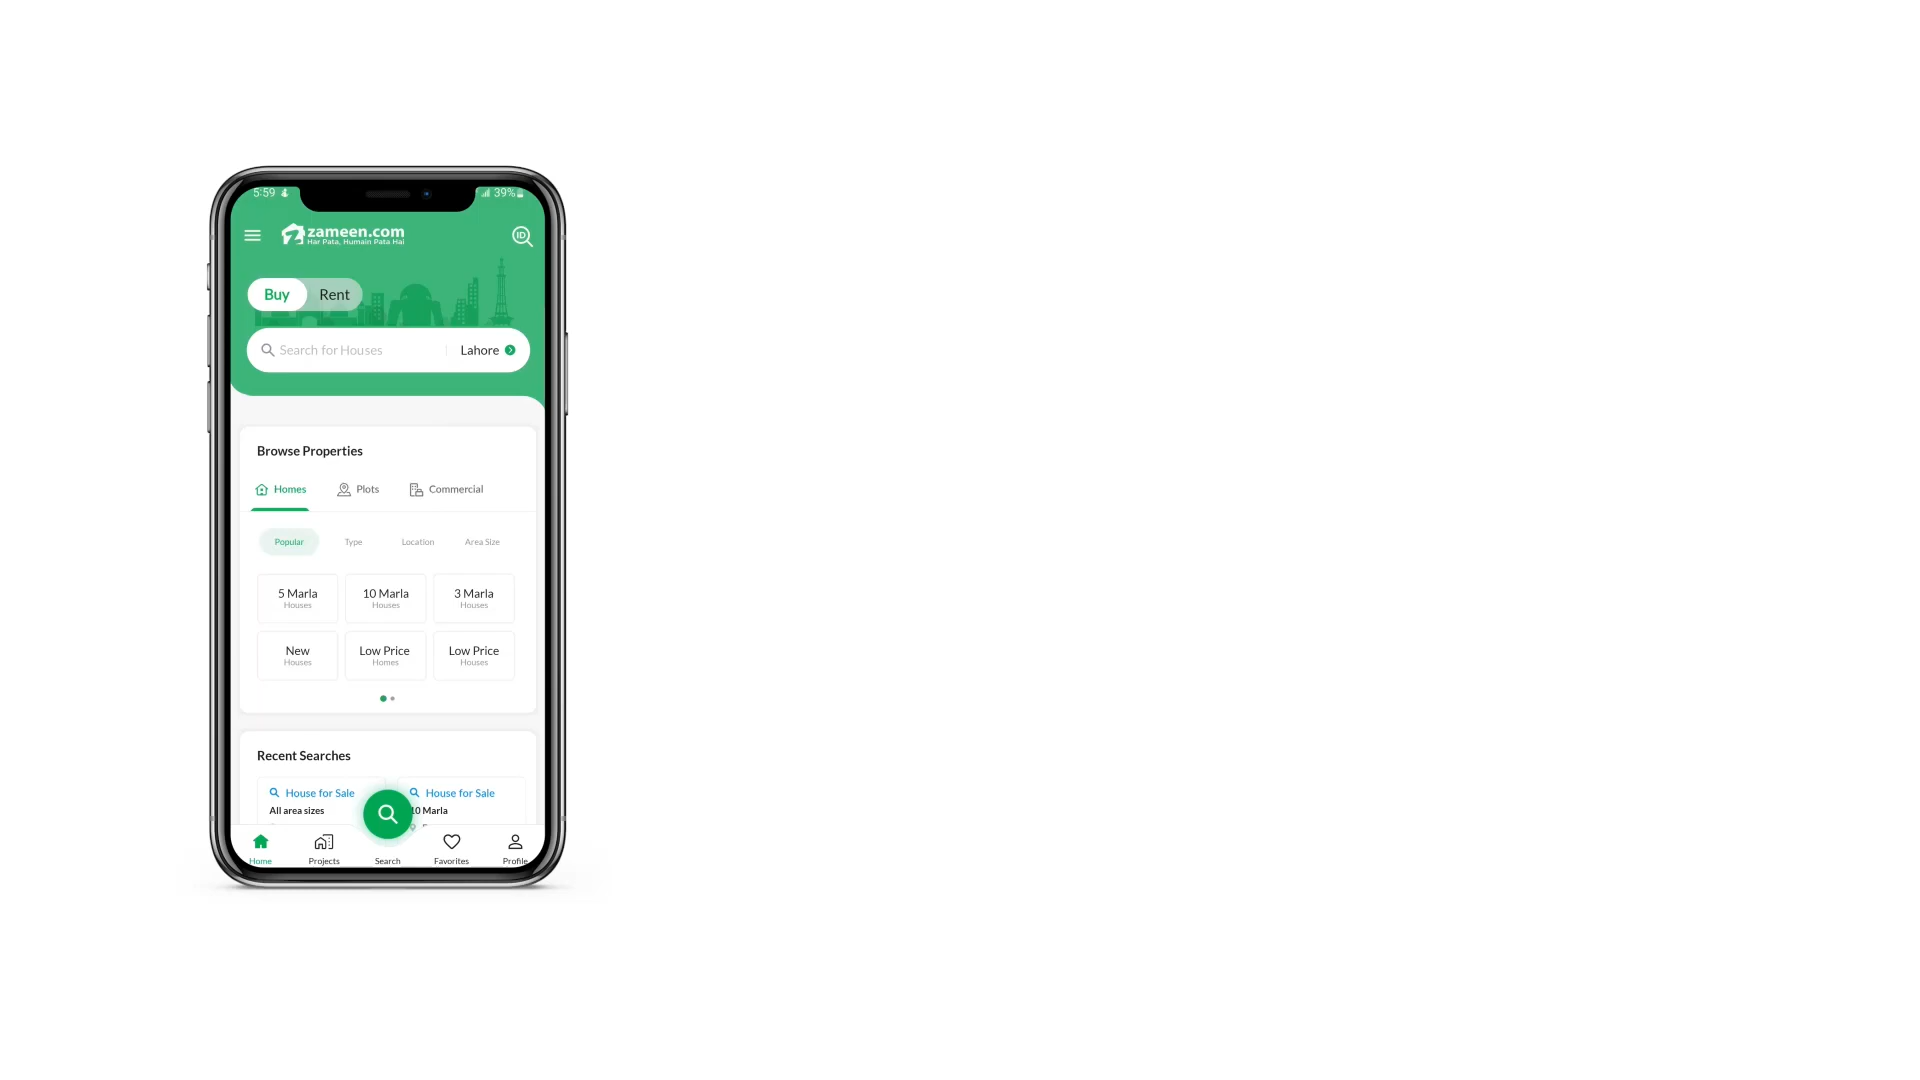 5:59
39%
zameen.com
Har Pata, Humain Pata Hai
ID
Buy Rent
Search for Houses Lahore
Browse Properties
Homes Plots Commercial
Popular Type Location Area Size
5 Marla 10 Marla 3 Marla
Houses Houses Houses
New Low Price Low Price
Houses Homes Houses
Recent Searches
House for Sale House for Sale
All area sizes 10 Marla
Home Projects Search Favorites Profile